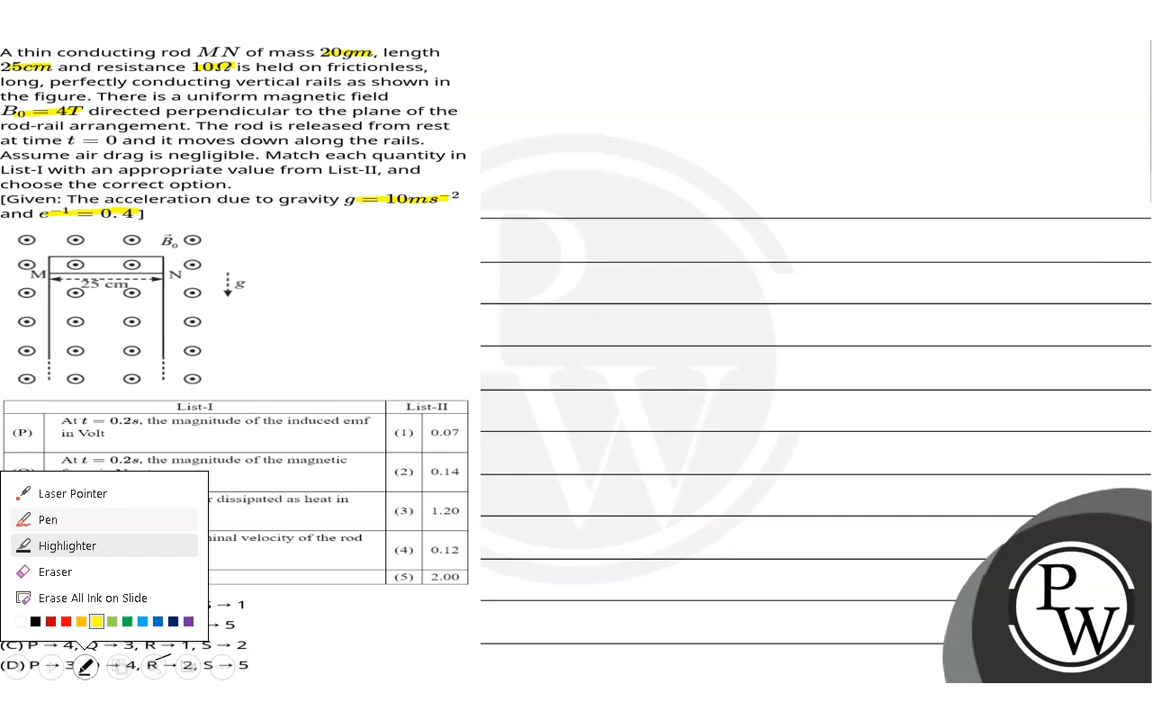 A thin conducting rod MN of mass 20gm, length
25cm and resistance 10Ω is held on frictionless,
long, perfectly conducting vertical rails as shown in
the figure. There is a uniform magnetic field
B₀ = 4T directed perpendicular to the plane of the
rod-rail arrangement. The rod is released from rest
at time t = 0 and it moves down along the rails.
Assume air drag is negligible. Match each quantity in
List-I with an appropriate value from List-II, and
choose the correct option.
[Given: The acceleration due to gravity g = 10ms⁻²
and e⁻¹ = 0.4]
B⃗₀
M N
25 cm
g
List-I List-II
(P) At t = 0.2s, the magnitude of the induced emf
in Volt (1) 0.07
At t = 0.2s, the magnitude of the magnetic
(2) 0.14
r dissipated as heat in
(3) 1.20
inal velocity of the rod
(4) 0.12
(5) 2.00
Laser Pointer
Pen
Highlighter
Eraser
Erase All Ink on Slide
→ 1
→ 5
(C) P → 4, Q → 3, R → 1, S → 2
(D) P → 3 → 4, R → 2, S → 5
P
W